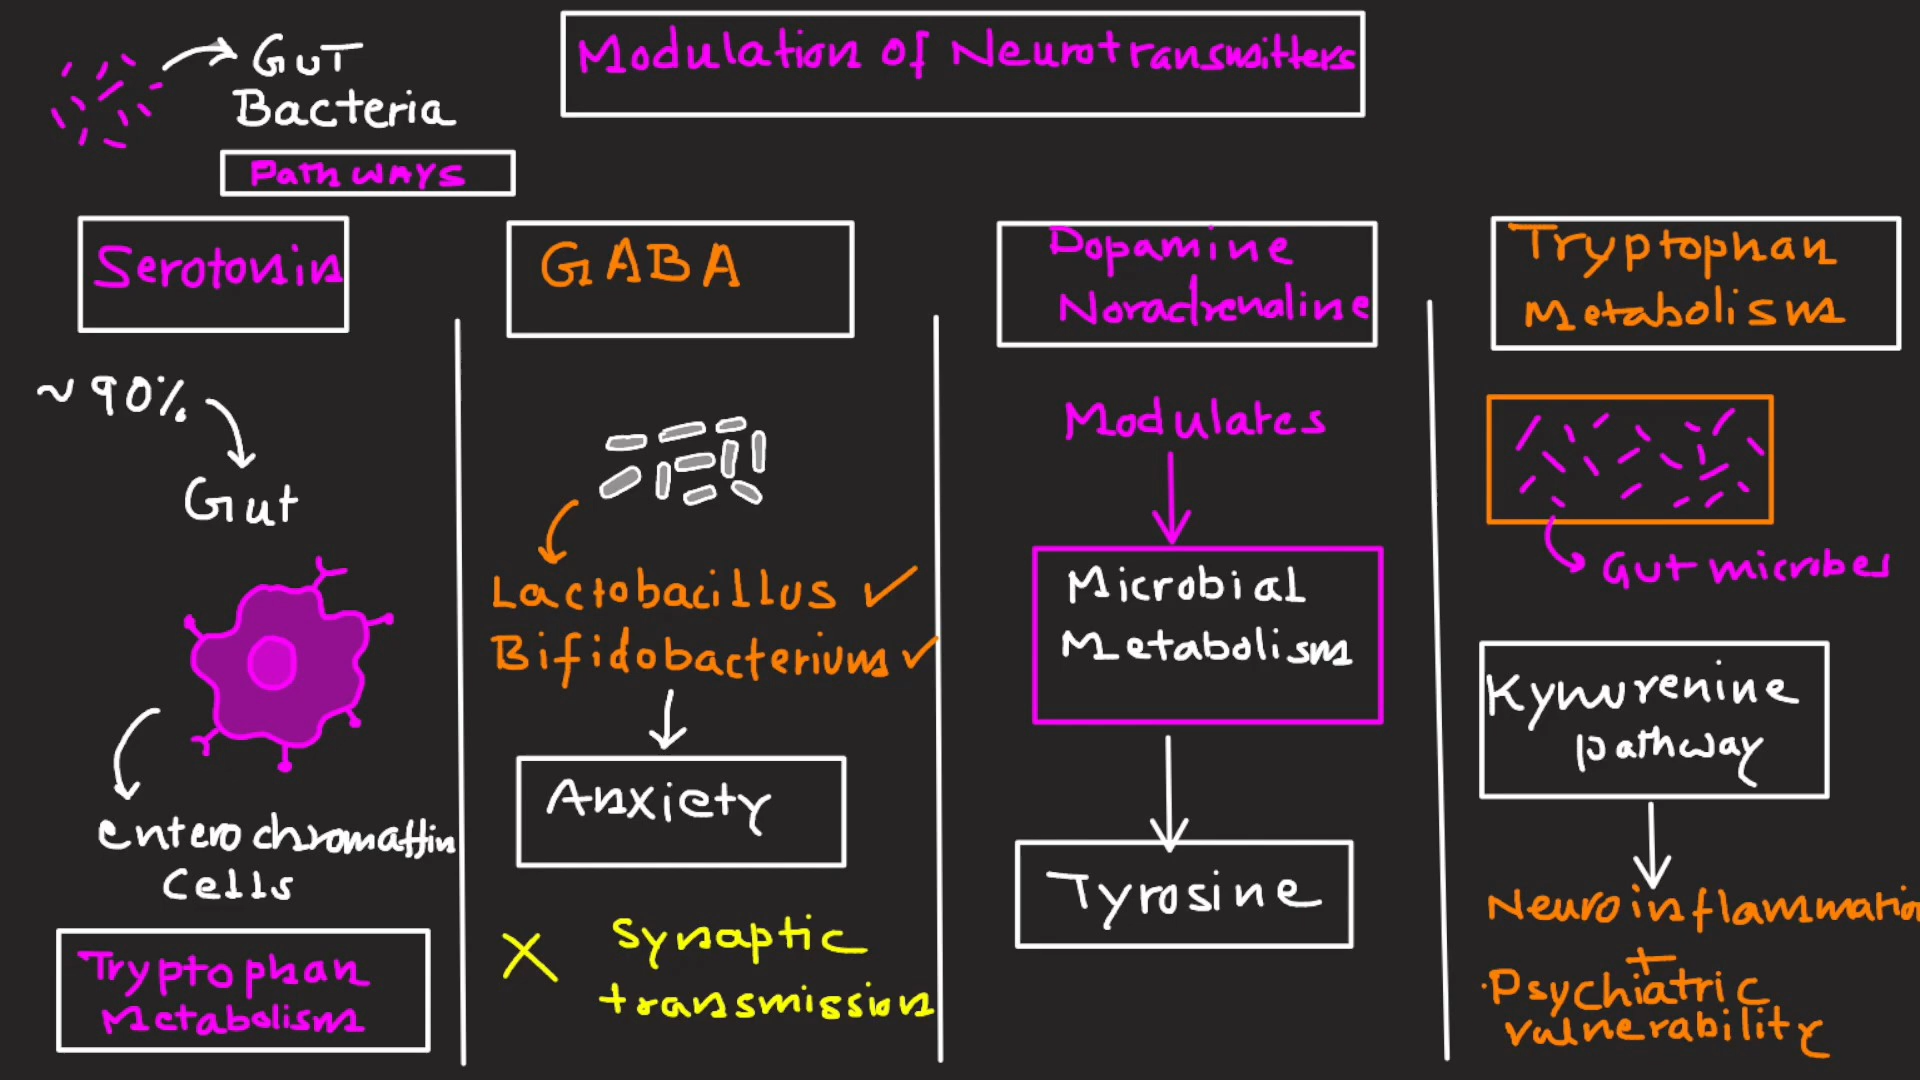 Gut
Bacteria
Modulation of Neurotransmitters
Pathways
Serotonin
~90%
Gut
enterochromaffin
cells
Tryptophan
Metabolism
GABA
Lactobacillus ✓
Bifidobacterium ✓
Anxiety
X Synaptic
transmission
Dopamine
Noradrenaline
Modulates
Microbial
Metabolism
Tyrosine
Tryptophan
Metabolism
Gut microbes
Kynurenine
pathway
Neuroinflammation
+
Psychiatric
vulnerability